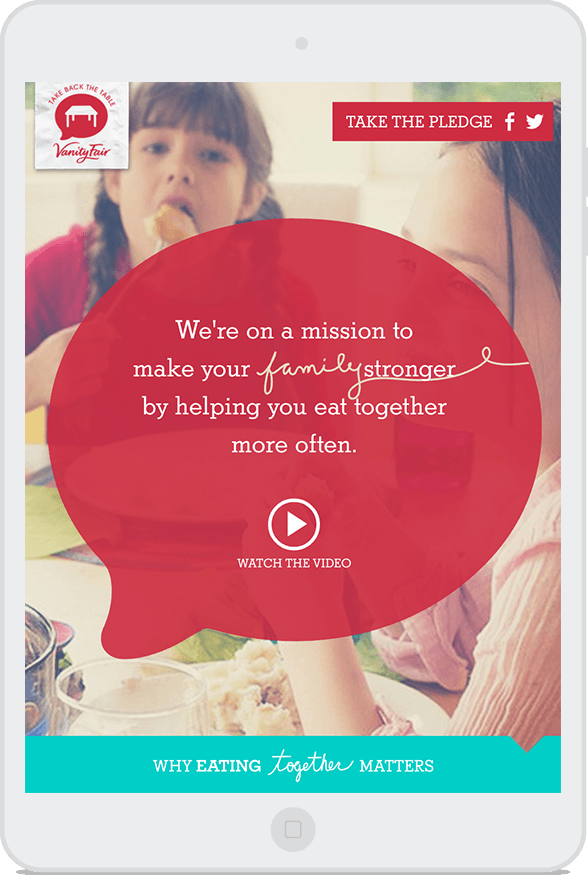 TAKE BACK THE TABLE
Vanity Fair
TAKE THE PLEDGE
We're on a mission to
make your family stronger
by helping you eat together
more often.
WATCH THE VIDEO
WHY EATING together MATTERS